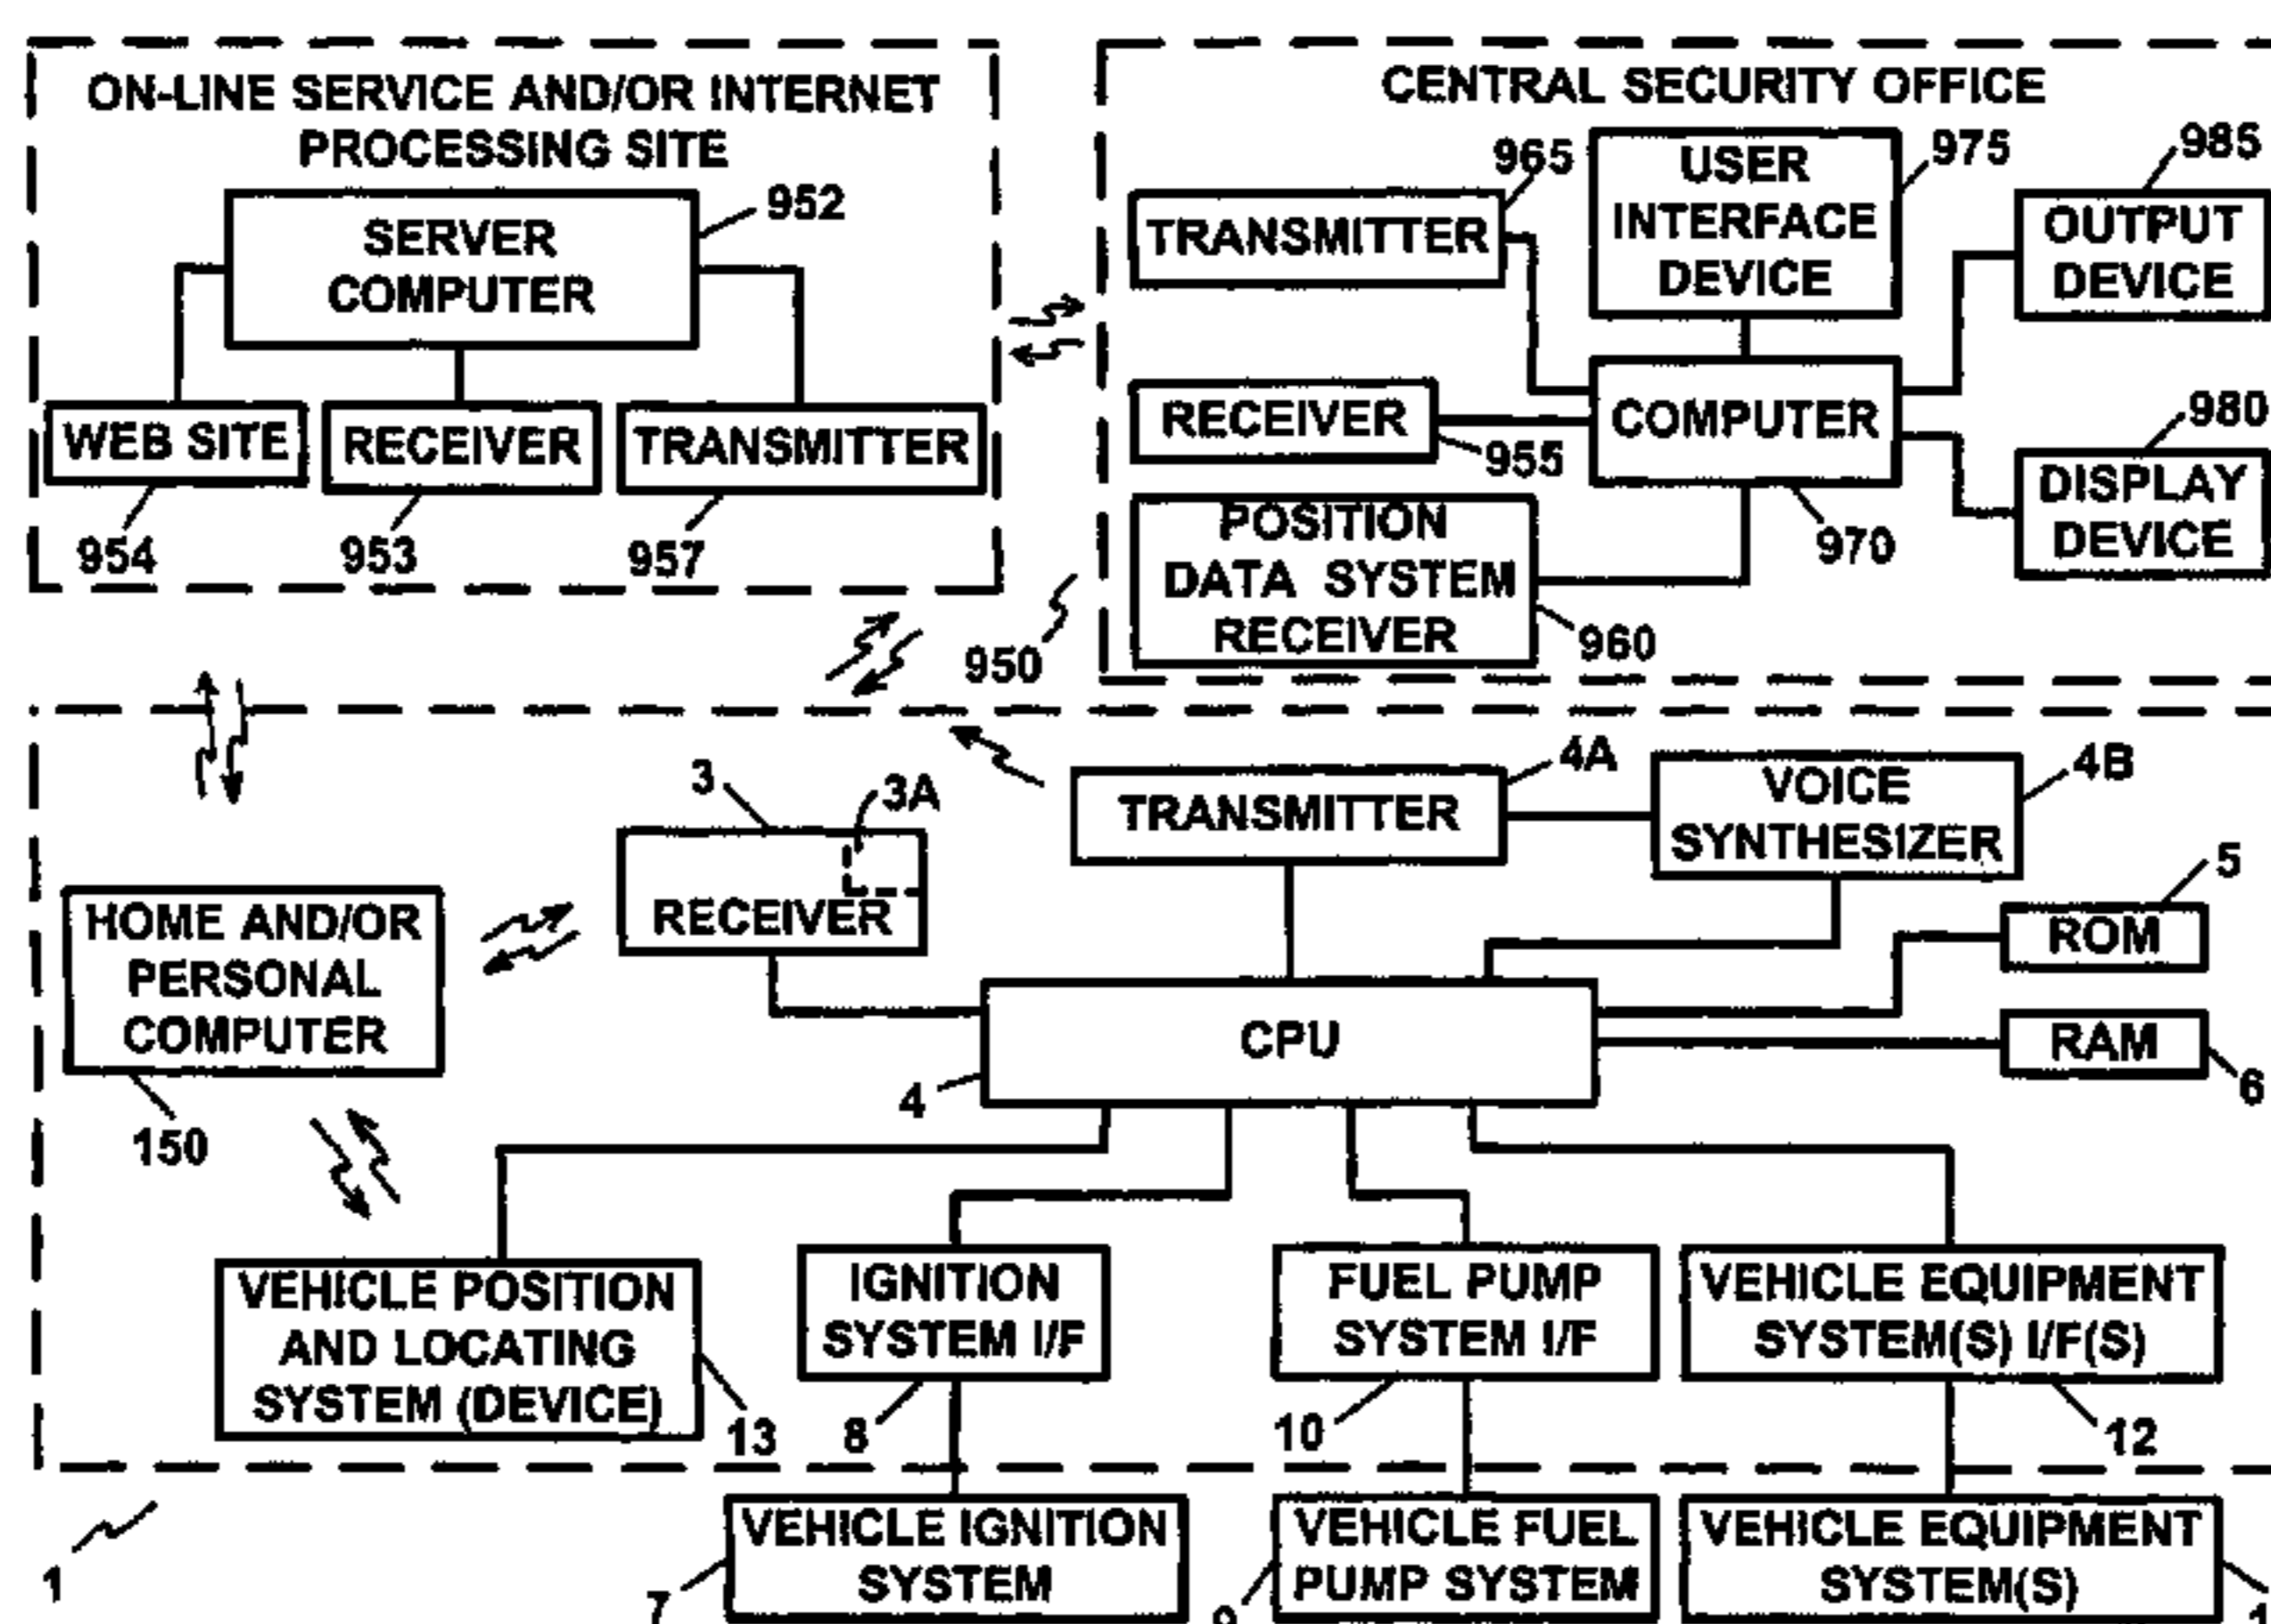 ON-LINE SERVICE AND/OR INTERNET
PROCESSING SITE
952
SERVER
COMPUTER
WEB SITE
RECEIVER
TRANSMITTER
954
953
957
CENTRAL SECURITY OFFICE
965
975
985
TRANSMITTER
USER
INTERFACE
DEVICE
OUTPUT
DEVICE
RECEIVER
955
COMPUTER
970
980
DISPLAY
DEVICE
POSITION
DATA SYSTEM
RECEIVER
960
950
3
3A
RECEIVER
TRANSMITTER
4A
VOICE
SYNTHESIZER
4B
5
ROM
RAM
6
HOME AND/OR
PERSONAL
COMPUTER
150
CPU
4
VEHICLE POSITION
AND LOCATING
SYSTEM (DEVICE)
13
IGNITION
SYSTEM I/F
8
FUEL PUMP
SYSTEM I/F
10
VEHICLE EQUIPMENT
SYSTEM(S) I/F(S)
12
1
VEHICLE IGNITION
SYSTEM
7
VEHICLE FUEL
PUMP SYSTEM
9
VEHICLE EQUIPMENT
SYSTEM(S)